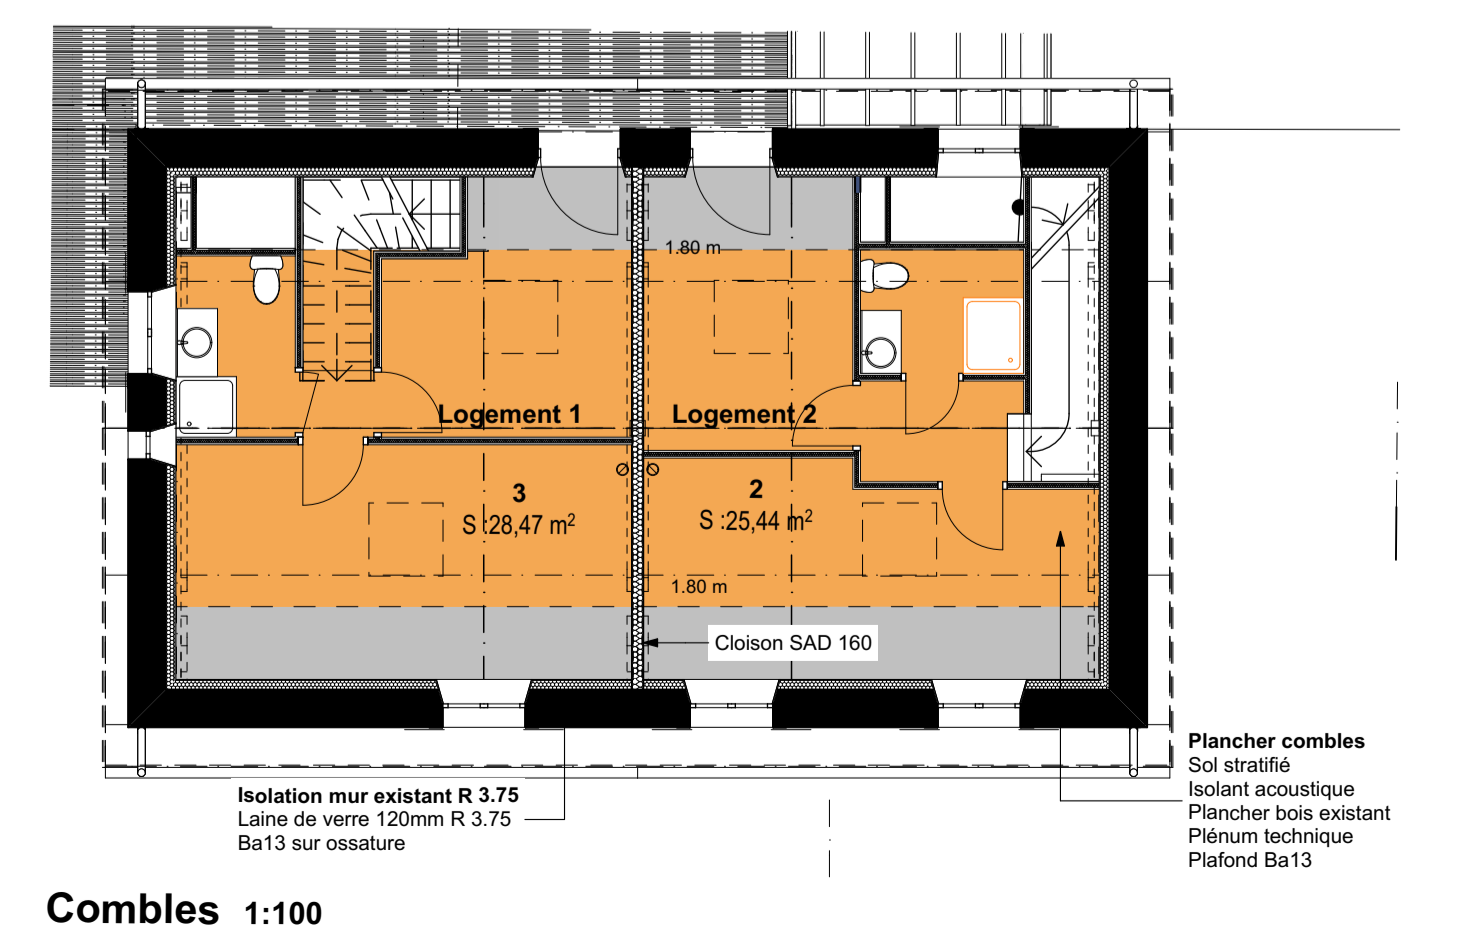 1.80 m
Logement 1
Logement 2
3
S :28,47 m²
2
S :25,44 m²
1.80 m
Cloison SAD 160
Plancher combles
Sol stratifié
Isolant acoustique
Plancher bois existant
Plénum technique
Plafond Ba13
Isolation mur existant R 3.75
Laine de verre 120mm R 3.75
Ba13 sur ossature
Combles 1:100